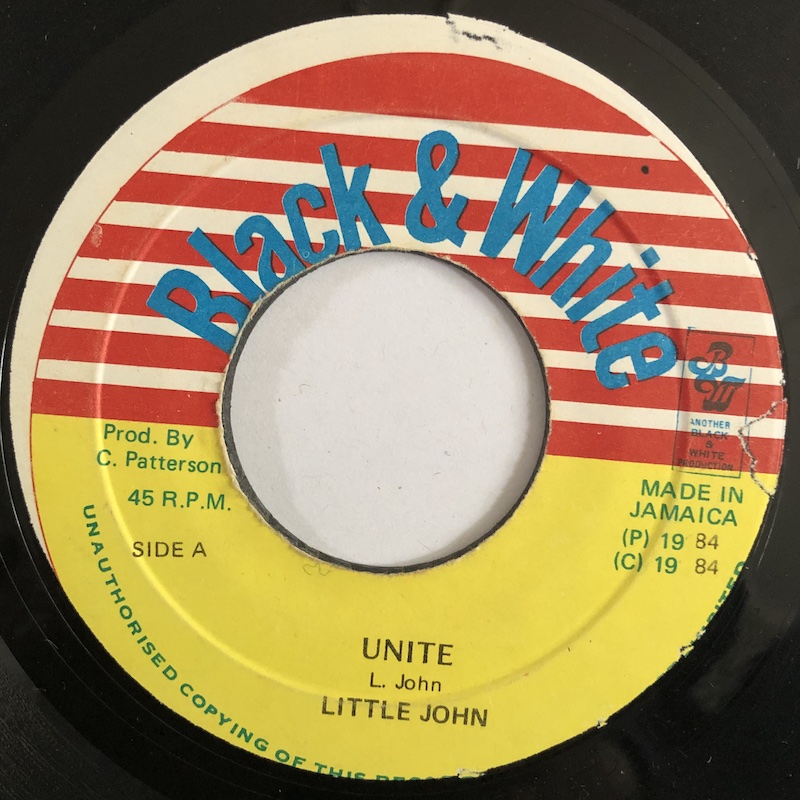 Black & White
BW
ANOTHER
BLACK
&
WHITE
PRODUCTION
Prod. By
C. Patterson
45 R.P.M.
SIDE A
MADE IN
JAMAICA
(P) 19 84
(C) 19 84
UNITE
L. John
LITTLE JOHN
UNAUTHORISED COPYING OF THIS